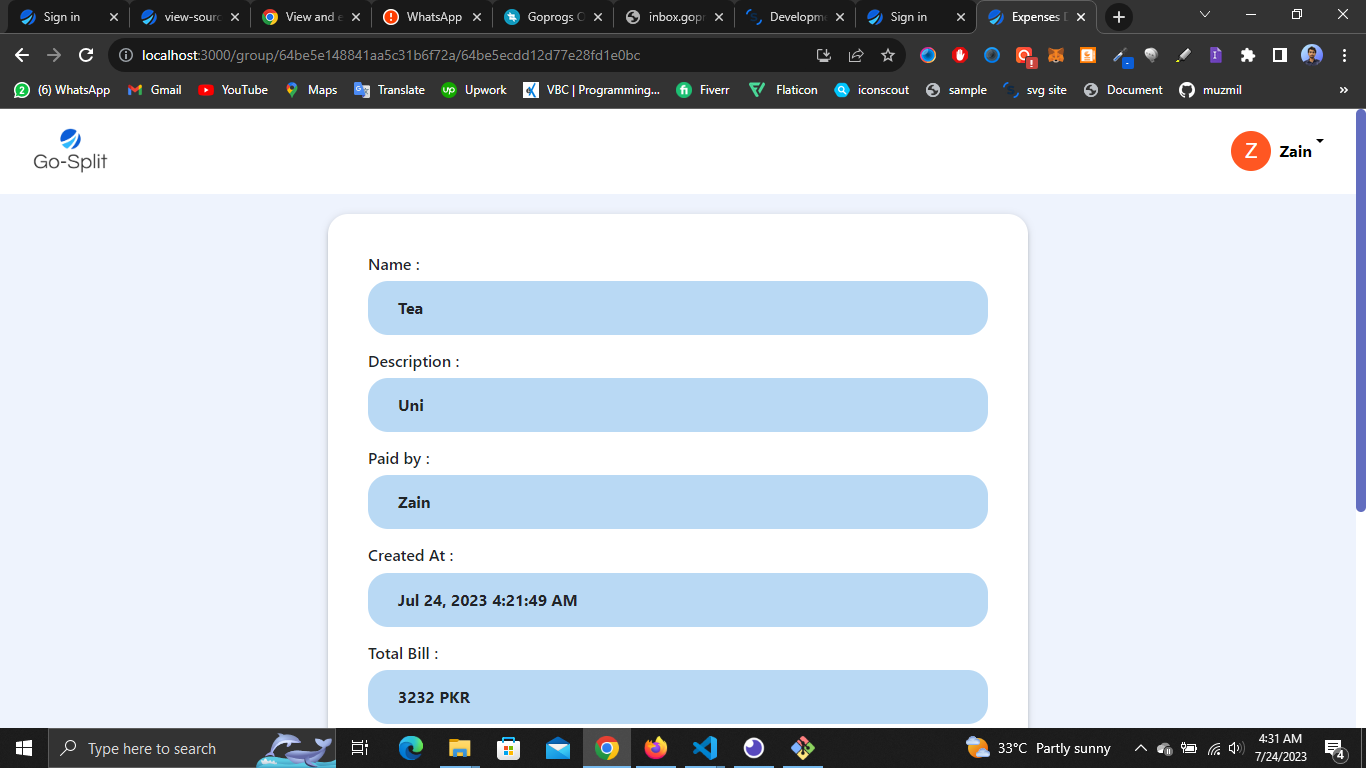 Sign in
view-sourc
View and e
WhatsApp
Goprogs O
inbox.gopr
Developme
Sign in
Expenses D
localhost:3000/group/64be5e148841aa5c31b6f72a/64be5ecdd12d77e28fd1e0bc
(6) WhatsApp
Gmail
YouTube
Maps
Translate
Upwork
VBC | Programming...
Fiverr
Flaticon
iconscout
sample
svg site
Document
muzmil
»
Go-Split
Z Zain
Name :
Tea
Description :
Uni
Paid by :
Zain
Created At :
Jul 24, 2023 4:21:49 AM
Total Bill :
3232 PKR
Type here to search
33°C Partly sunny
4:31 AM
7/24/2023
4